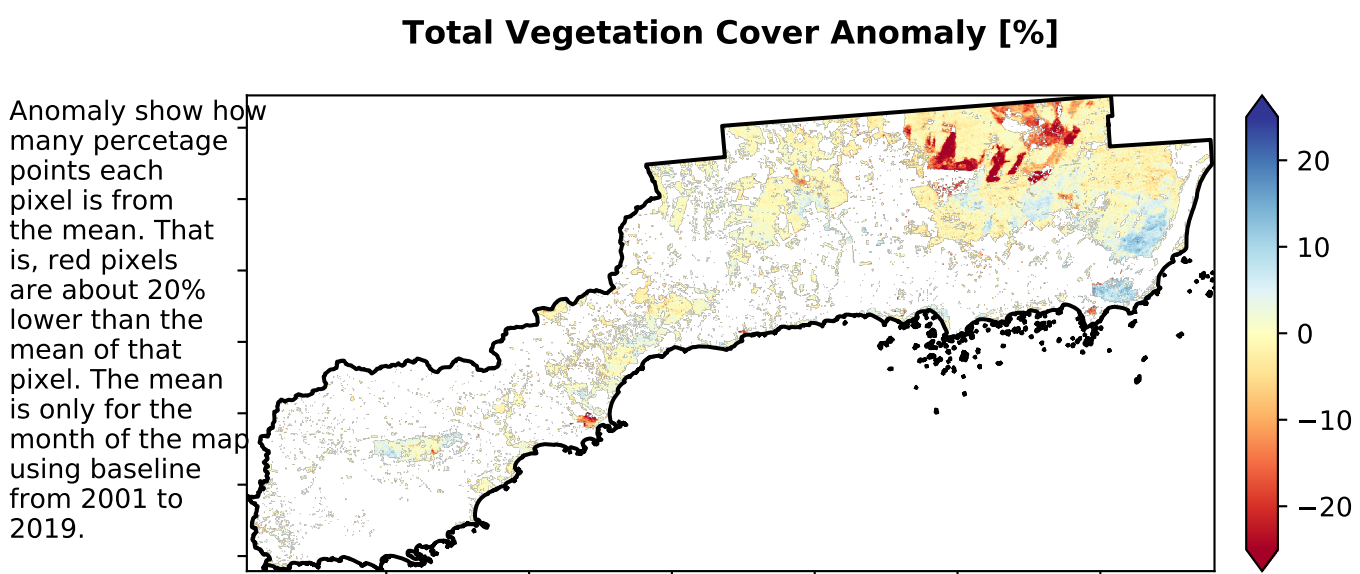 Total Vegetation Cover Anomaly [%]
Anomaly show how
many percetage
points each
pixel is from
the mean. That
is, red pixels
are about 20%
lower than the
mean of that
pixel. The mean
is only for the
month of the map
using baseline
from 2001 to
2019.
20
10
0
−10
−20